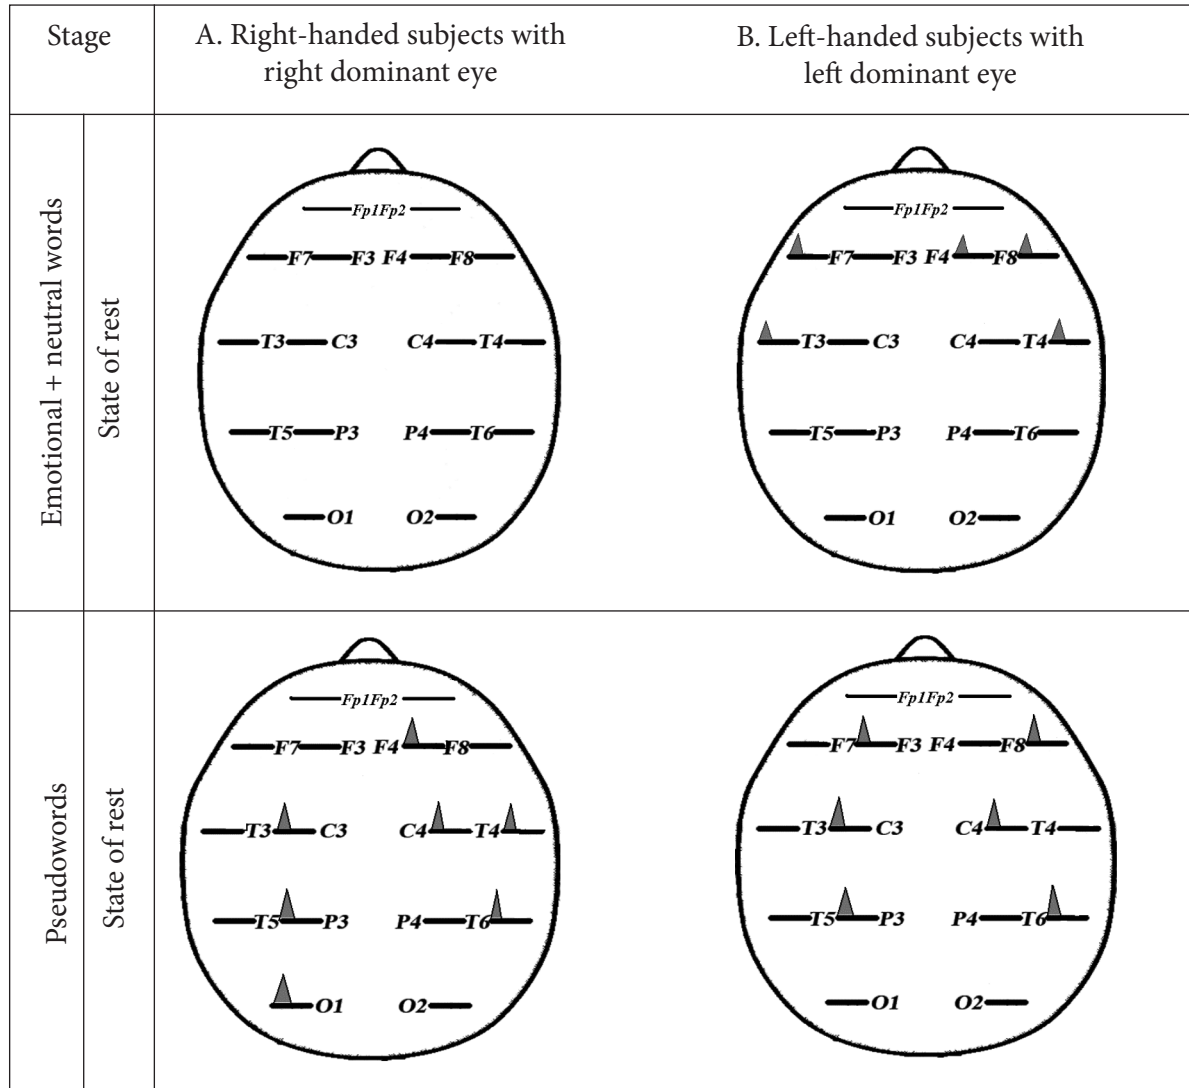 Stage
A. Right-handed subjects with
right dominant eye
B. Left-handed subjects with
left dominant eye
Emotional + neutral words
State of rest
Fp1Fp2
F7 F3 F4 F8
T3 C3 C4 T4
T5 P3 P4 T6
O1 O2
Fp1Fp2
F7 F3 F4 F8
T3 C3 C4 T4
T5 P3 P4 T6
O1 O2
Pseudowords
State of rest
Fp1Fp2
F7 F3 F4 F8
T3 C3 C4 T4
T5 P3 P4 T6
O1 O2
Fp1Fp2
F7 F3 F4 F8
T3 C3 C4 T4
T5 P3 P4 T6
O1 O2